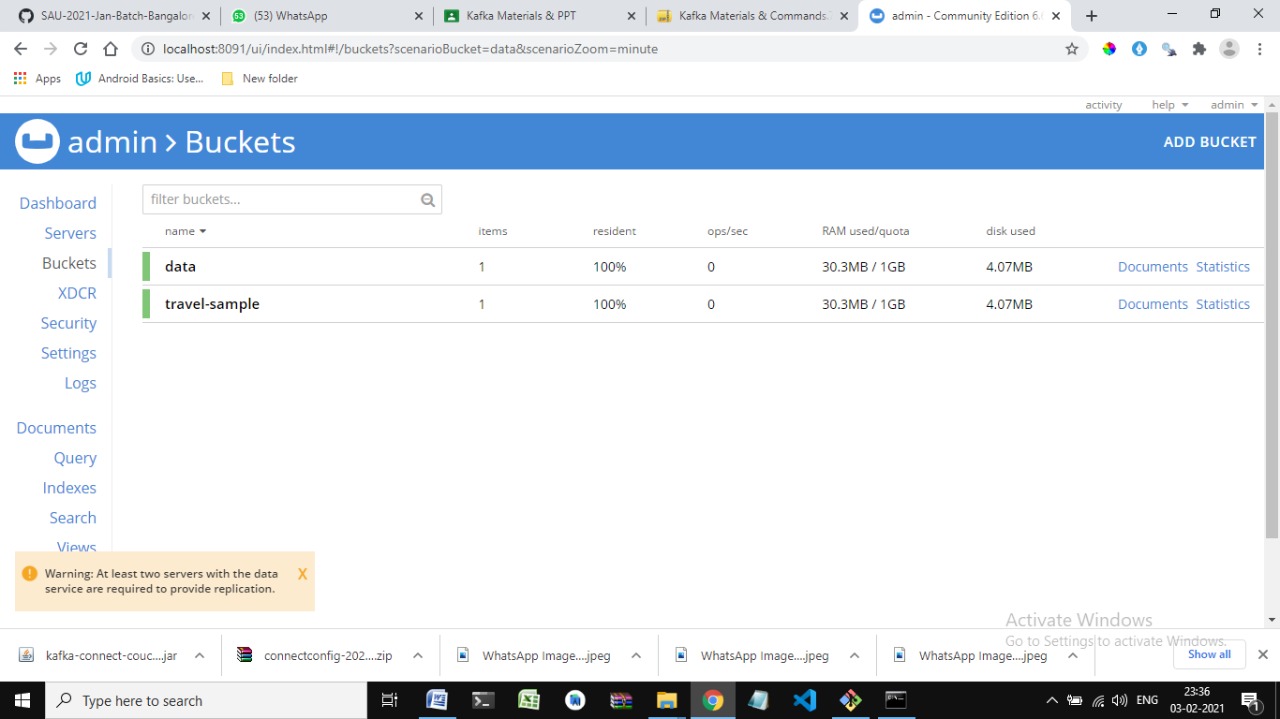 SAU-2021-Jan-Batch-Bangalor
(53) WhatsApp
Kafka Materials & PPT
Kafka Materials & Commands.
admin - Community Edition 6.
localhost:8091/ui/index.html#!/buckets?scenarioBucket=data&scenarioZoom=minute
Apps Android Basics: Use... New folder
activity help admin
admin > Buckets ADD BUCKET
Dashboard
Servers
Buckets
XDCR
Security
Settings
Logs
Documents
Query
Indexes
Search
Views
filter buckets...
name items resident ops/sec RAM used/quota disk used
data 1 100% 0 30.3MB / 1GB 4.07MB Documents Statistics
travel-sample 1 100% 0 30.3MB / 1GB 4.07MB Documents Statistics
Warning: At least two servers with the data
service are required to provide replication.
X
Activate Windows
Go to Settings to activate Windows.
kafka-connect-couc....jar connectconfig-202....zip WhatsApp Image....jpeg WhatsApp Image....jpeg WhatsApp Image....jpeg Show all
Type here to search
ENG
23:36
03-02-2021
1